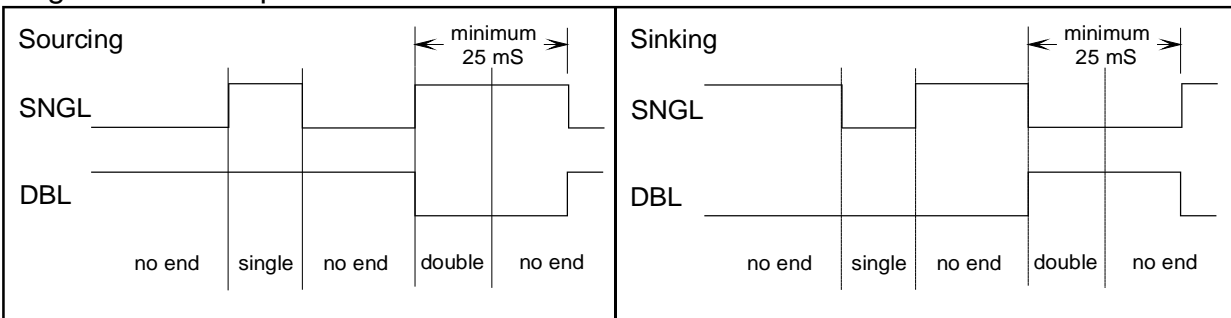 Sourcing
minimum
25 mS
SNGL
DBL
no end single no end double no end
Sinking
minimum
25 mS
SNGL
DBL
no end single no end double no end